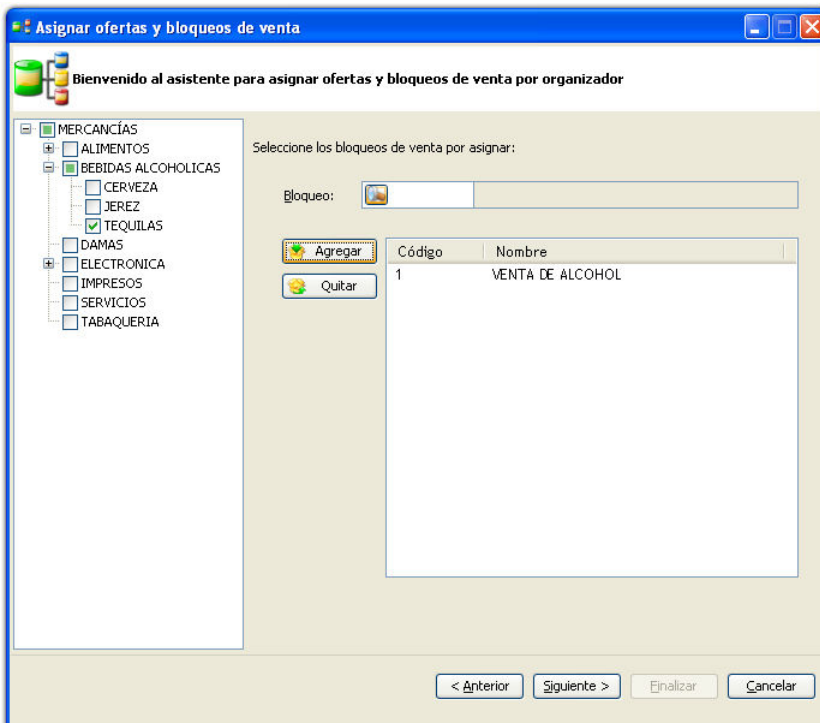 Asignar ofertas y bloqueos de venta
Bienvenido al asistente para asignar ofertas y bloqueos de venta por organizador
MERCANCÍAS
ALIMENTOS
BEBIDAS ALCOHOLICAS
CERVEZA
JEREZ
TEQUILAS
DAMAS
ELECTRONICA
IMPRESOS
SERVICIOS
TABAQUERIA
Seleccione los bloqueos de venta por asignar:
Bloqueo:
Agregar
Quitar
Código Nombre
1 VENTA DE ALCOHOL
< Anterior Siguiente > Finalizar Cancelar